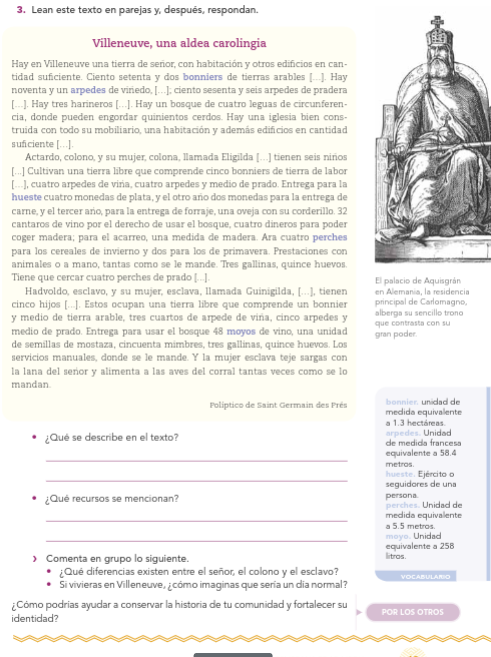 3. Lean este texto en parejas y, después, respondan.
Villeneuve, una aldea carolingia
Hay en Villeneuve una tierra de señor, con habitación y otros edificios en can-
tidad suficiente. Ciento setenta y dos bonniers de tierras arables [...]. Hay
noventa y un arpedes de viñedo, [...]; ciento sesenta y seis arpedes de pradera
[...]. Hay tres harineros [...]. Hay un bosque de cuatro leguas de circunferen-
cia, donde pueden engordar quinientos cerdos. Hay una iglesia bien cons-
truida con todo su mobiliario, una habitación y además edificios en cantidad
suficiente [...].
Actardo, colono, y su mujer, colona, llamada Eligilda [...] tienen seis niños
[...] Cultivan una tierra libre que comprende cinco bonniers de tierra de labor
[...], cuatro arpedes de viña, cuatro arpedes y medio de prado. Entrega para la
hueste cuatro monedas de plata, y el otro año dos monedas para la entrega de
carne, y el tercer año, para la entrega de forraje, una oveja con su corderillo. 32
cantaros de vino por el derecho de usar el bosque, cuatro dineros para poder
coger madera; para el acarreo, una medida de madera. Ara cuatro perches
para los cereales de invierno y dos para los de primavera. Prestaciones con
animales o a mano, tantas como se le mande. Tres gallinas, quince huevos.
Tiene que cercar cuatro perches de prado [...].
Hadvoldo, esclavo, y su mujer, esclava, llamada Guinigilda, [...], tienen
cinco hijos [...]. Estos ocupan una tierra libre que comprende un bonnier
y medio de tierra arable, tres cuartos de arpede de viña, cinco arpedes y
medio de prado. Entrega para usar el bosque 48 moyos de vino, una unidad
de semillas de mostaza, cincuenta mimbres, tres gallinas, quince huevos. Los
servicios manuales, donde se le mande. Y la mujer esclava teje sargas con
la lana del señor y alimenta a las aves del corral tantas veces como se lo
mandan.
Políptico de Saint Germain des Prés
¿Qué se describe en el texto?
¿Qué recursos se mencionan?
Comenta en grupo lo siguiente.
¿Qué diferencias existen entre el señor, el colono y el esclavo?
Si vivieras en Villeneuve, ¿cómo imaginas que sería un día normal?
¿Cómo podrías ayudar a conservar la historia de tu comunidad y fortalecer su
identidad?
El palacio de Aquisgrán
en Alemania, la residencia
principal de Carlomagno,
alberga su sencillo trono
que contrasta con su
gran poder.
bonnier. unidad de
medida equivalente
a 1.3 hectáreas.
arpedes. Unidad
de medida francesa
equivalente a 58.4
metros.
hueste. Ejército o
seguidores de una
persona.
perches. Unidad de
medida equivalente
a 5.5 metros.
moyo. Unidad
equivalente a 258
litros.
VOCABULARIO
POR LOS OTROS